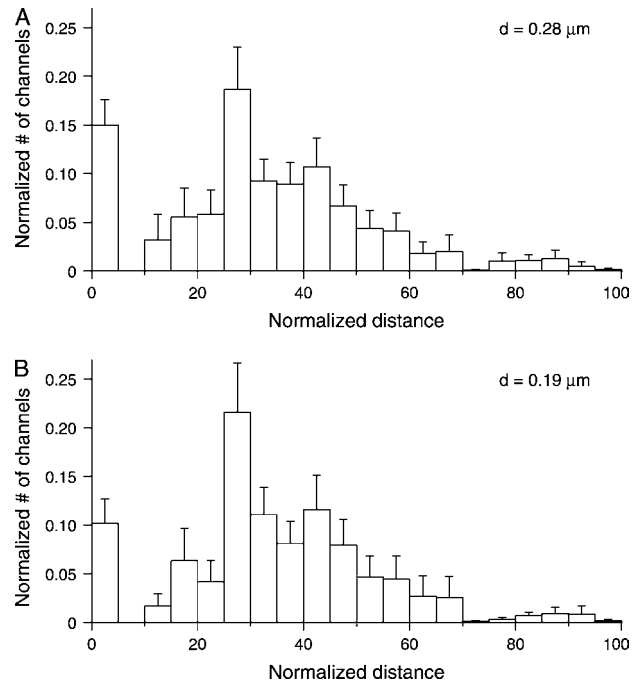 A
d = 0.28 μm
Normalized # of channels
0.25
0.20
0.15
0.10
0.05
0
0 20 40 60 80 100
Normalized distance
B
d = 0.19 μm
Normalized # of channels
0.25
0.20
0.15
0.10
0.05
0
0 20 40 60 80 100
Normalized distance